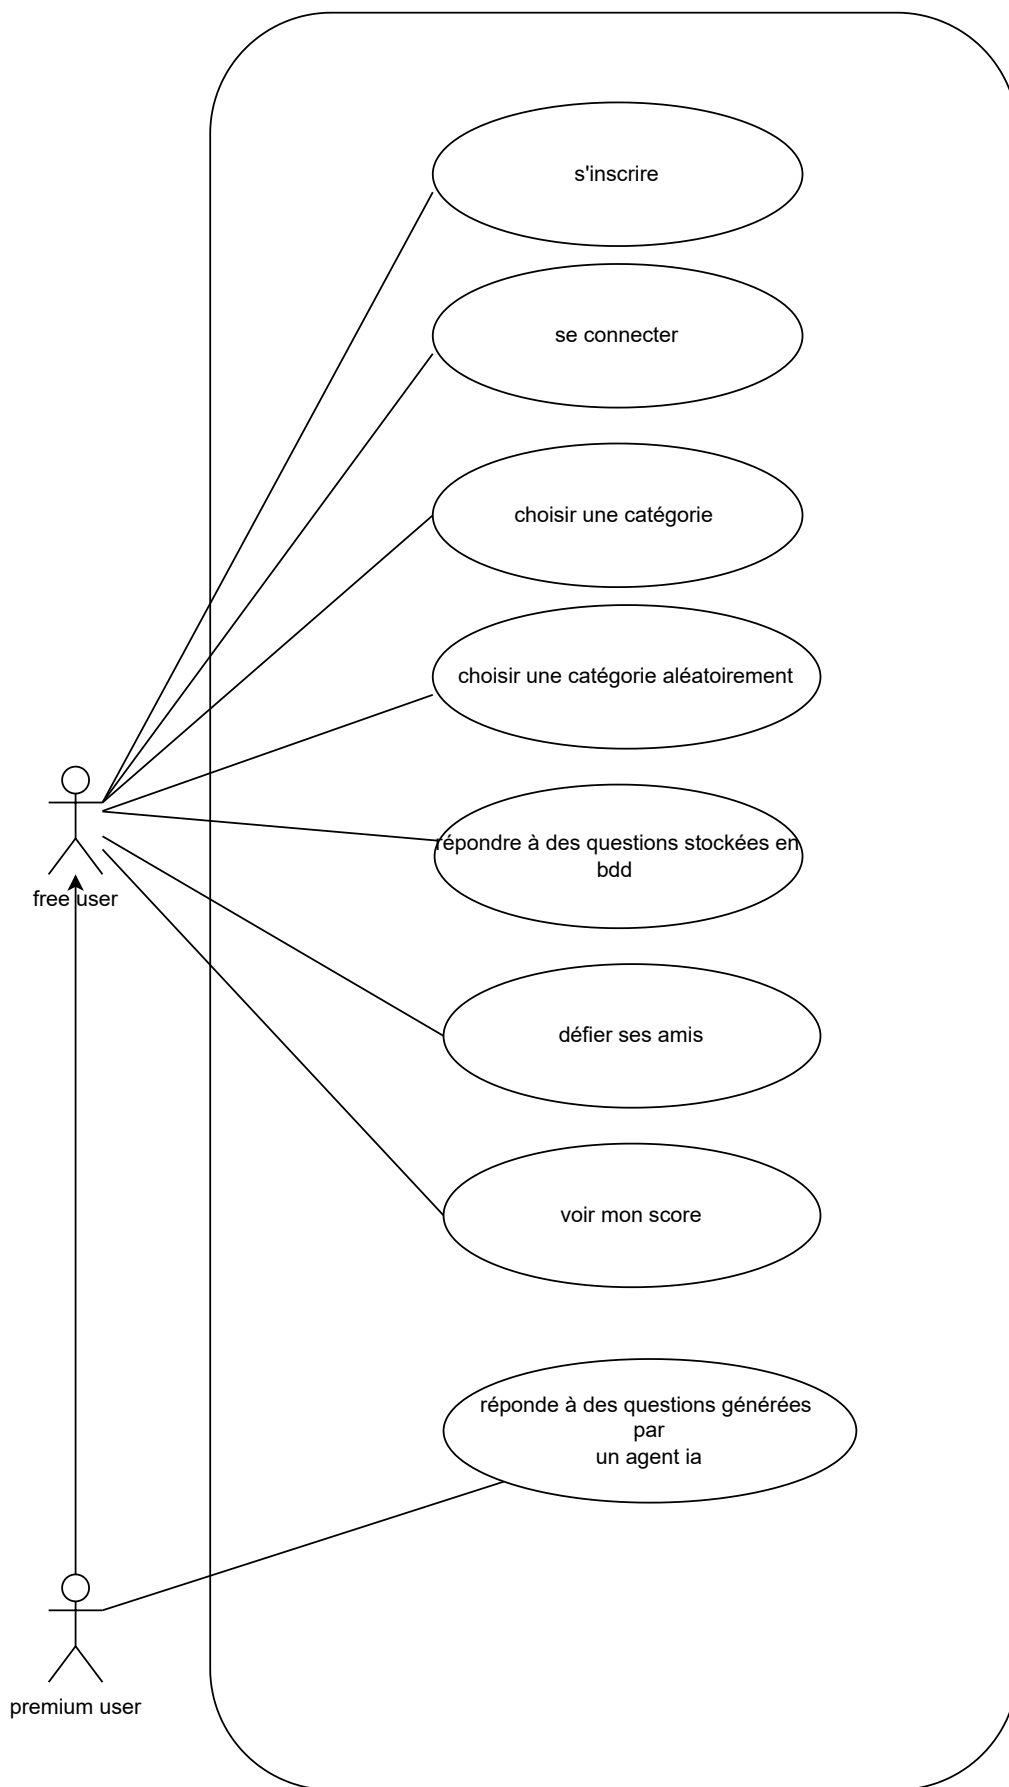 s'inscrire
se connecter
choisir une catégorie
choisir une catégorie aléatoirement
répondre à des questions stockées en
bdd
free user
défier ses amis
voir mon score
réponde à des questions générées
par
un agent ia
premium user